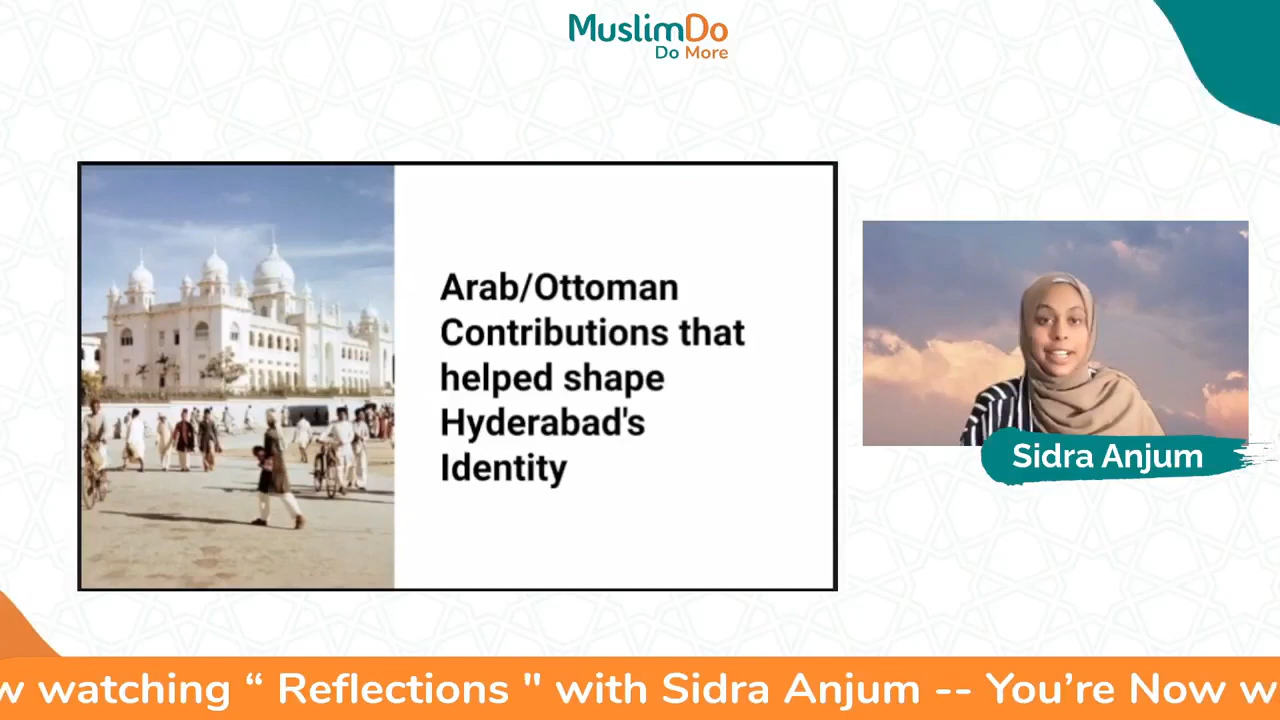 MuslimDo
Do More
Arab/Ottoman
Contributions that
helped shape
Hyderabad's
Identity
Sidra Anjum
w watching “ Reflections " with Sidra Anjum -- You’re Now w